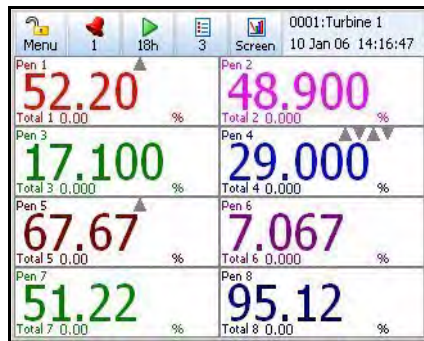 Menu 1 18h 3 Screen 0001:Turbine 1
10 Jan 06 14:16:47
Pen 1
52.20
Total 1 0.00 %
Pen 2
48.900
Total 2 0.00 %
Pen 3
17.100
Total 3 0.000 %
Pen 4
29.000
Total 4 0.000 %
Pen 5
67.67
Total 5 0.00 %
Pen 6
7.067
Total 6 0.000 %
Pen 7
51.22
Total 7 0.00 %
Pen 8
95.12
Total 8 0.00 %